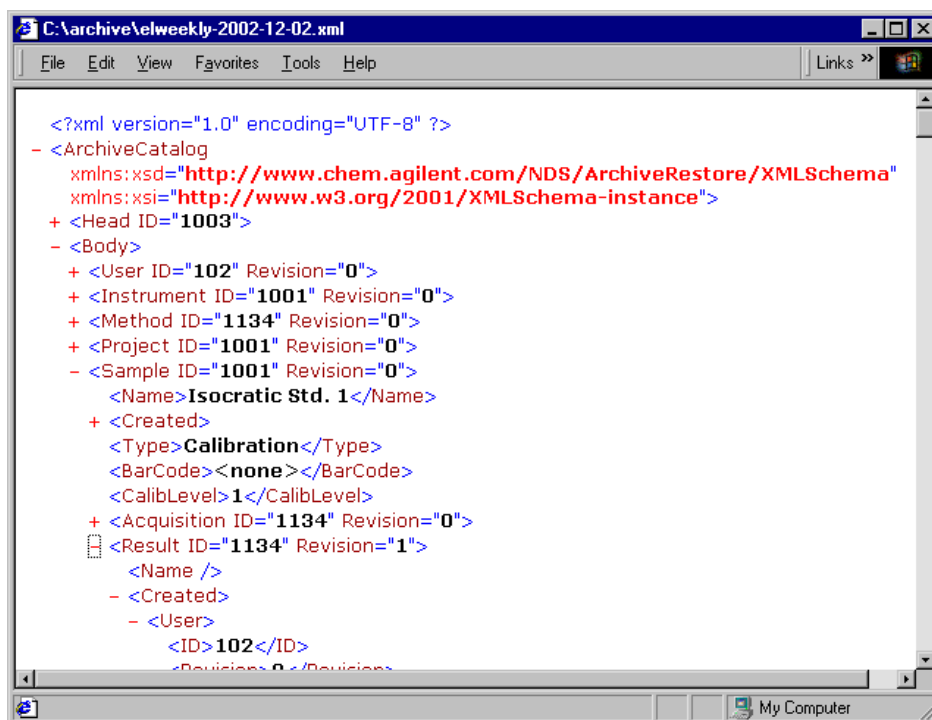 C:\archive\elweekly-2002-12-02.xml
File Edit View Favorites Tools Help Links »
<?xml version="1.0" encoding="UTF-8" ?>
- <ArchiveCatalog
xmlns:xsd="http://www.chem.agilent.com/NDS/ArchiveRestore/XMLSchema"
xmlns:xsi="http://www.w3.org/2001/XMLSchema-instance">
+ <Head ID="1003">
- <Body>
+ <User ID="102" Revision="0">
+ <Instrument ID="1001" Revision="0">
+ <Method ID="1134" Revision="0">
+ <Project ID="1001" Revision="0">
- <Sample ID="1001" Revision="0">
<Name>Isocratic Std. 1</Name>
+ <Created>
<Type>Calibration</Type>
<BarCode><none></BarCode>
<CalibLevel>1</CalibLevel>
+ <Acquisition ID="1134" Revision="0">
- <Result ID="1134" Revision="1">
<Name />
- <Created>
- <User>
<ID>102</ID>
<Revision>0</Revision>
My Computer